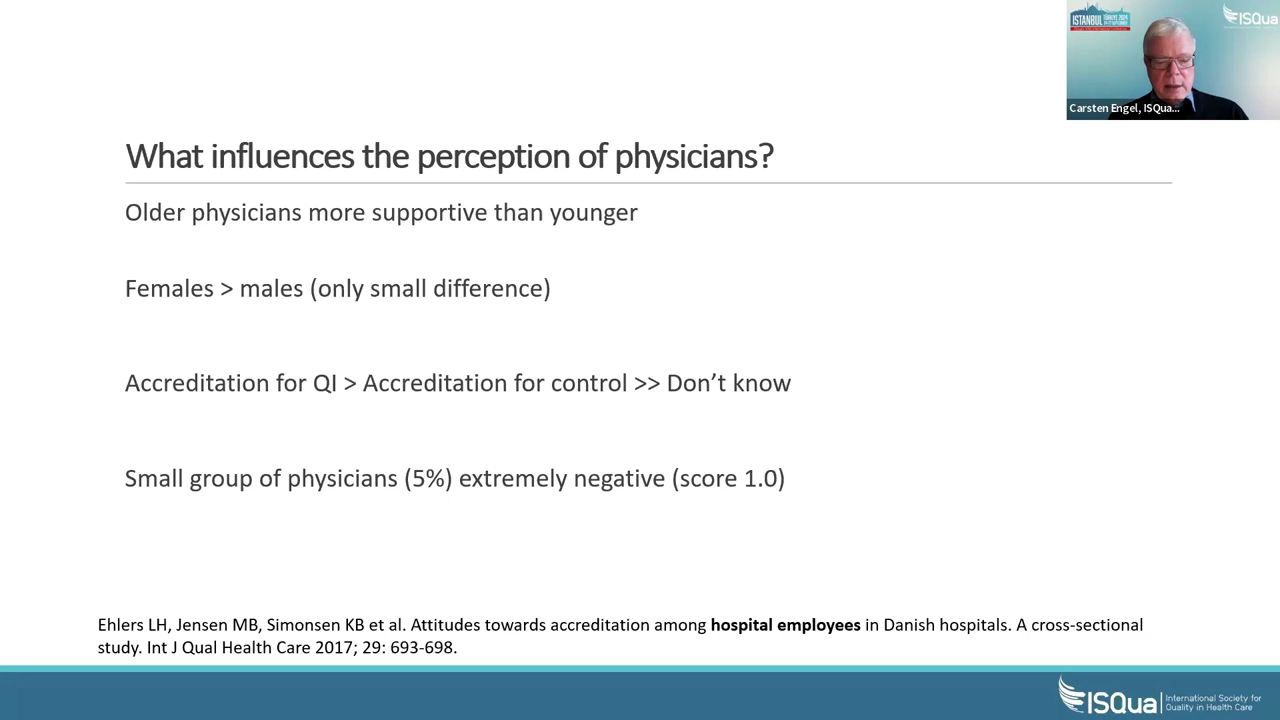 ISTANBUL
ISQua
Carsten Engel, ISQua...
What influences the perception of physicians?
Older physicians more supportive than younger
Females > males (only small difference)
Accreditation for QI > Accreditation for control >> Don’t know
Small group of physicians (5%) extremely negative (score 1.0)
Ehlers LH, Jensen MB, Simonsen KB et al. Attitudes towards accreditation among hospital employees in Danish hospitals. A cross-sectional
study. Int J Qual Health Care 2017; 29: 693-698.
ISQua
International Society for
Quality in Health Care